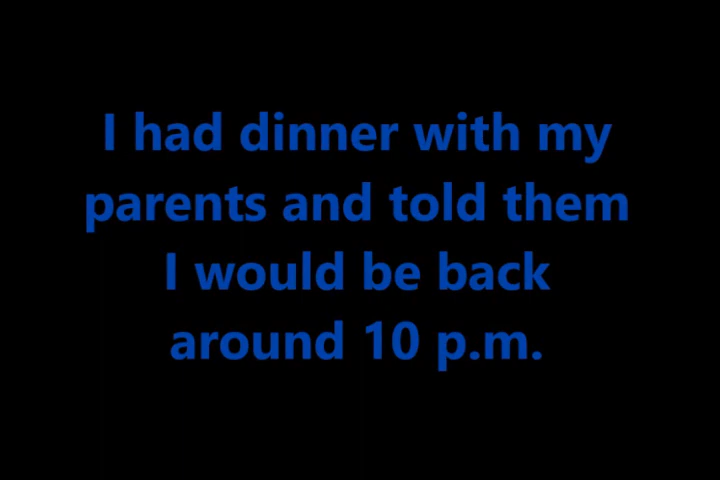 I had dinner with my
parents and told them
I would be back
around 10 p.m.